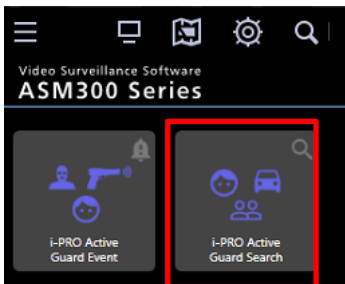 Video Surveillance Software
ASM300 Series
i-PRO Active
Guard Event
i-PRO Active
Guard Search